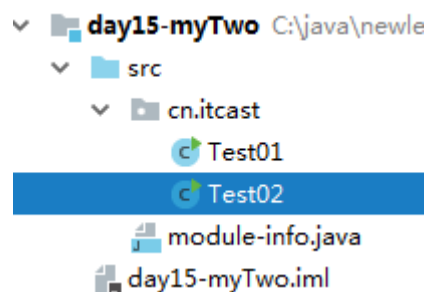 day15-myTwo C:\java\newle
src
cn.itcast
Test01
Test02
module-info.java
day15-myTwo.iml